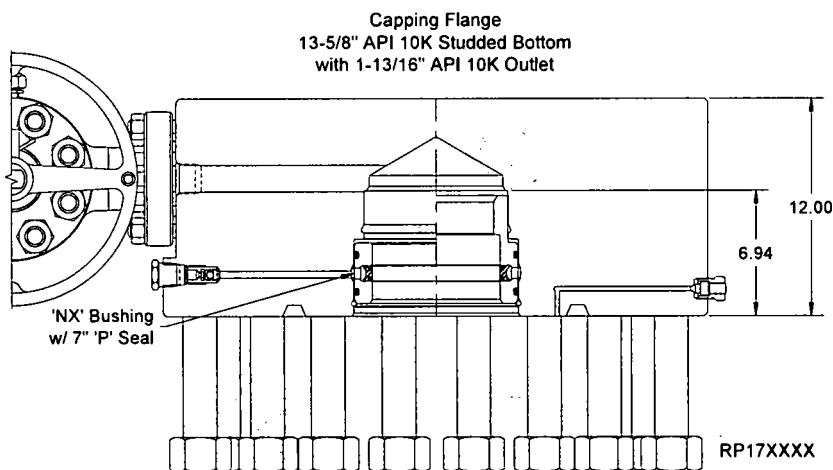 Capping Flange
13-5/8" API 10K Studded Bottom
with 1-13/16" API 10K Outlet
12.00
6.94
'NX' Bushing
w/ 7" 'P' Seal
RP17XXXX